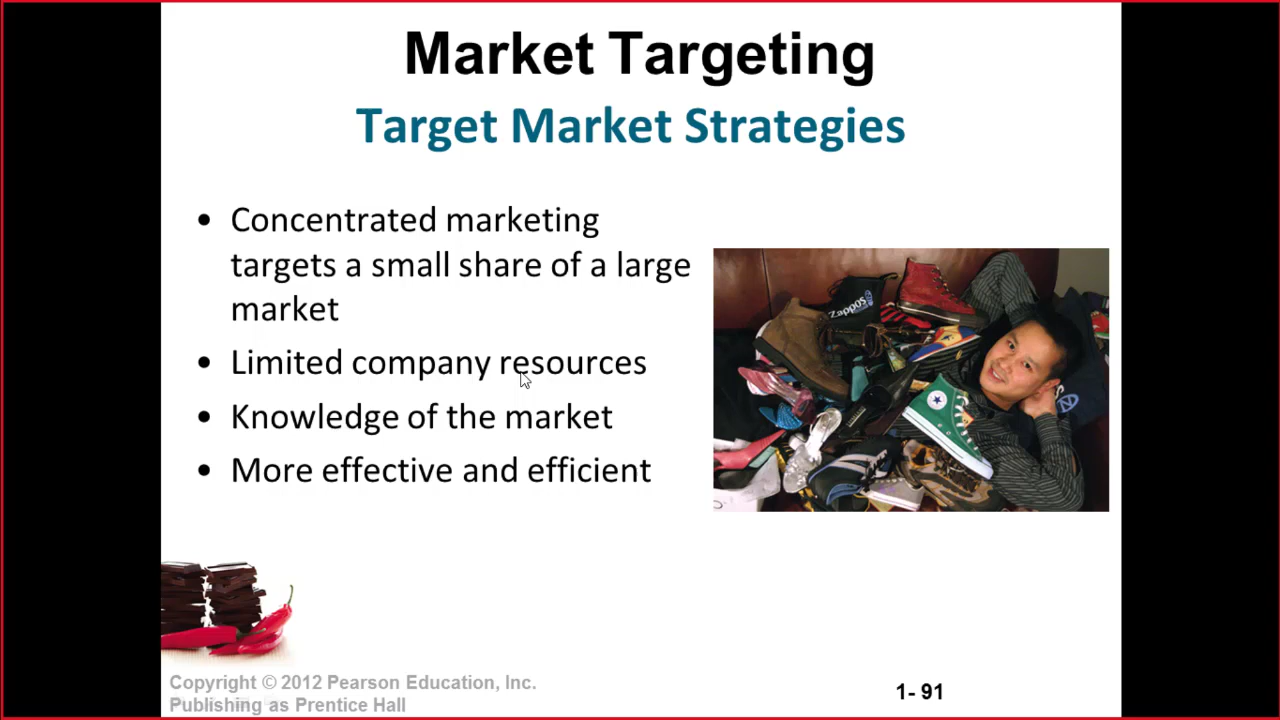 Market Targeting
Target Market Strategies
• Concentrated marketing
targets a small share of a large
market
• Limited company resources
• Knowledge of the market
• More effective and efficient
Zappos
Copyright © 2012 Pearson Education, Inc.
Publishing as Prentice Hall
1- 91